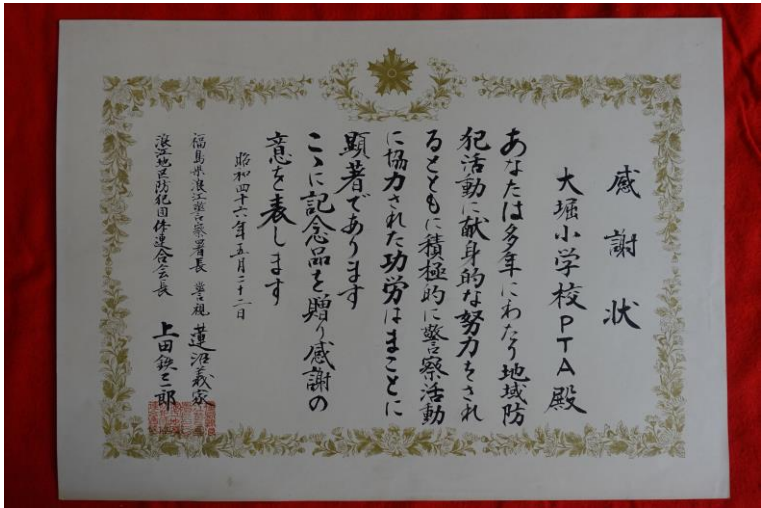 感謝状
大堀小学校PTA殿
あなたは多年にわたり地域防
犯活動に献身的な努力をされ
るとともに積極的に警察活動
に協力された功労はまことに
顕著であります
こゝに記念品を贈り感謝の
意を表します
昭和四十六年五月二十二日
福島県浪江警察署長 警視 蓮沼義家
浪江地区防犯団体連合会長 上田鉄三郎